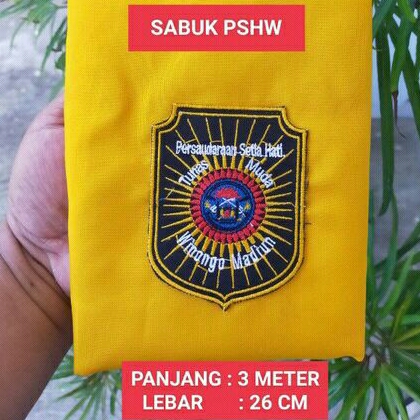 SABUK PSHW
Persaudaraan Setia Hati
Tunas Muda
Winongo Madiun
PANJANG : 3 METER
LEBAR : 26 CM